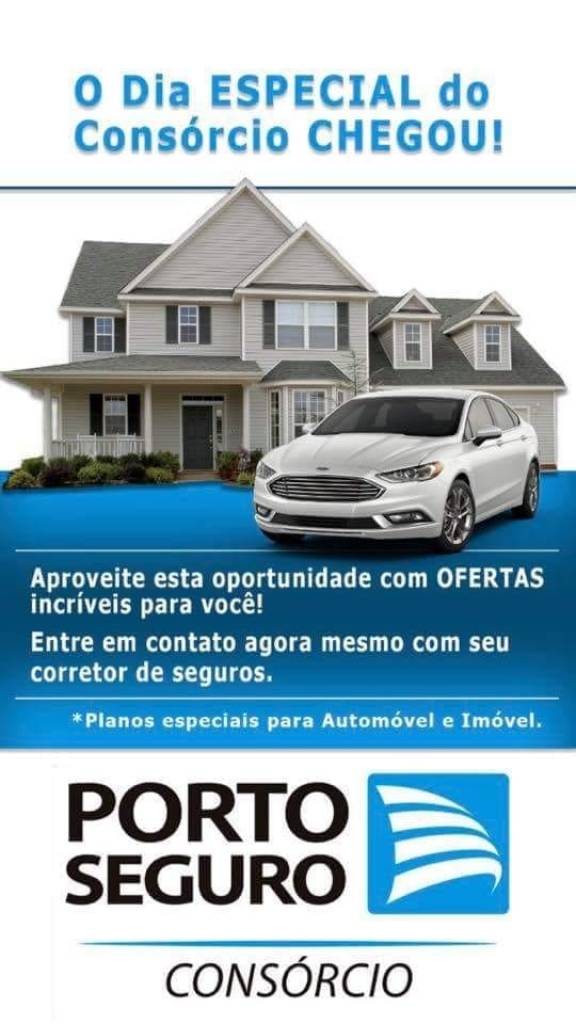 O Dia ESPECIAL do
Consórcio CHEGOU!
Aproveite esta oportunidade com OFERTAS
incríveis para você!
Entre em contato agora mesmo com seu
corretor de seguros.
*Planos especiais para Automóvel e Imóvel.
PORTO
SEGURO
CONSÓRCIO